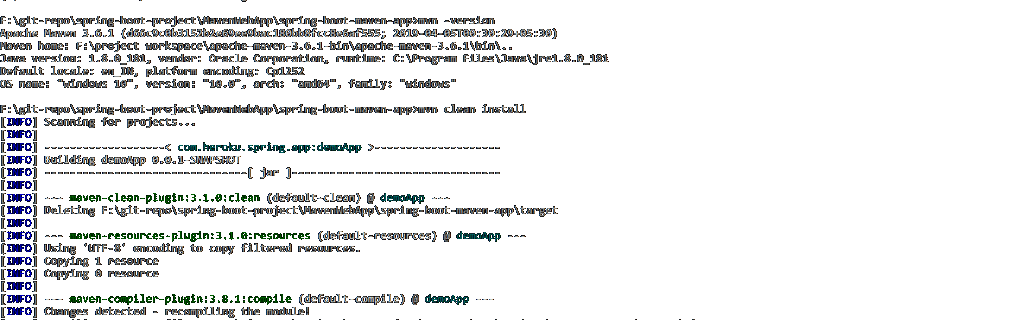 F:\git-repo\spring-boot-project\MavenWebApp\spring-boot-maven-app>mvn -version
Apache Maven 3.6.1 (; 2019-04-05T00:30:29+05:30)
Maven home: F:\project workspace\apache-maven-3.6.1-bin\apache-maven-3.6.1\bin\..
Java version: 1.8.0_181, vendor: Oracle Corporation, runtime: C:\Program Files\Java\jre1.8.0_181
Default locale: en_IN, platform encoding: Cp1252
OS name: "windows 10", version: "10.0", arch: "amd64", family: "windows"
F:\git-repo\spring-boot-project\MavenWebApp\spring-boot-maven-app>mvn clean install
[INFO] Scanning for projects...
[INFO]
[INFO] -------------------< com.heroku.spring.app:demoApp >--------------------
[INFO] Building demoApp 0.0.1-SNAPSHOT
[INFO] --------------------------------[ jar ]---------------------------------
[INFO]
[INFO] --- maven-clean-plugin:3.1.0:clean (default-clean) @ demoApp ---
[INFO] Deleting F:\git-repo\spring-boot-project\MavenWebApp\spring-boot-maven-app\target
[INFO]
[INFO] --- maven-resources-plugin:3.1.0:resources (default-resources) @ demoApp ---
[INFO] Using 'UTF-8' encoding to copy filtered resources.
[INFO] Copying 1 resource
[INFO] Copying 0 resource
[INFO]
[INFO] --- maven-compiler-plugin:3.8.1:compile (default-compile) @ demoApp ---
[INFO] Changes detected - recompiling the module!